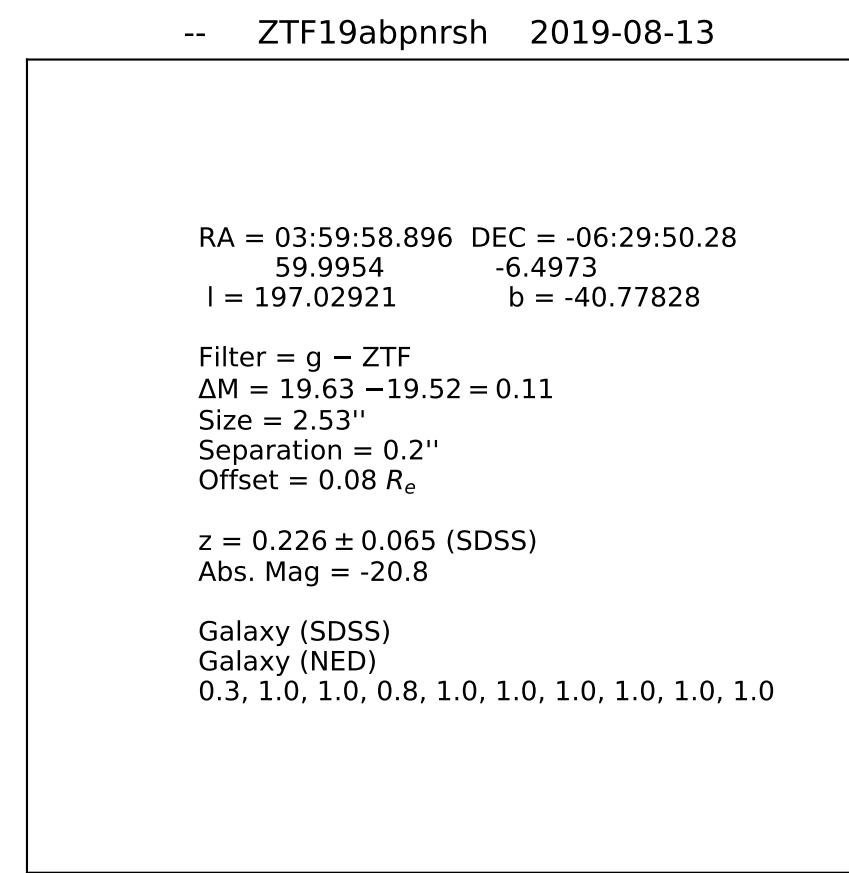 -- ZTF19abpnrsh 2019-08-13
RA = 03:59:58.896 DEC = -06:29:50.28
59.9954 -6.4973
l = 197.02921 b = -40.77828
Filter = g − ZTF
ΔM = 19.63 −19.52 = 0.11
Size = 2.53''
Separation = 0.2''
Offset = 0.08 Rₑ
z = 0.226 ± 0.065 (SDSS)
Abs. Mag = -20.8
Galaxy (SDSS)
Galaxy (NED)
0.3, 1.0, 1.0, 0.8, 1.0, 1.0, 1.0, 1.0, 1.0, 1.0